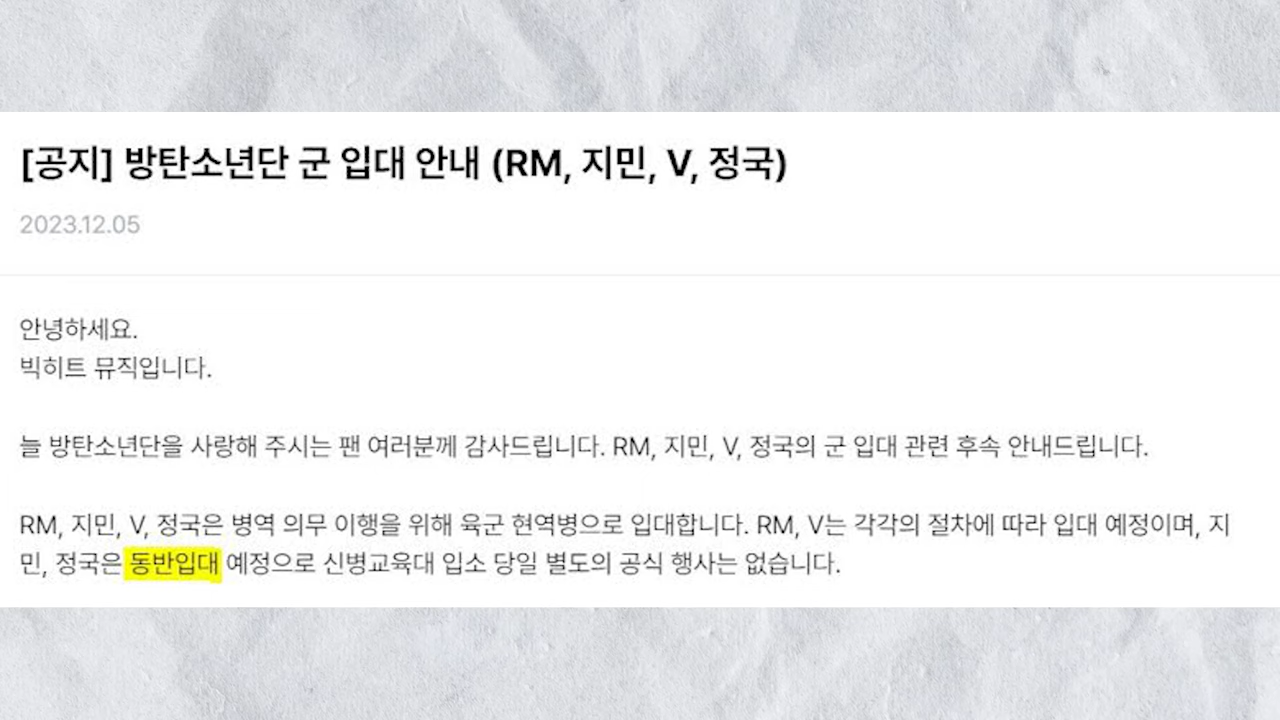 [공지] 방탄소년단 군 입대 안내 (RM, 지민, V, 정국)
2023.12.05
안녕하세요.
빅히트 뮤직입니다.
늘 방탄소년단을 사랑해 주시는 팬 여러분께 감사드립니다. RM, 지민, V, 정국의 군 입대 관련 후속 안내드립니다.
RM, 지민, V, 정국은 병역 의무 이행을 위해 육군 현역병으로 입대합니다. RM, V는 각각의 절차에 따라 입대 예정이며, 지
민, 정국은 동반입대 예정으로 신병교육대 입소 당일 별도의 공식 행사는 없습니다.